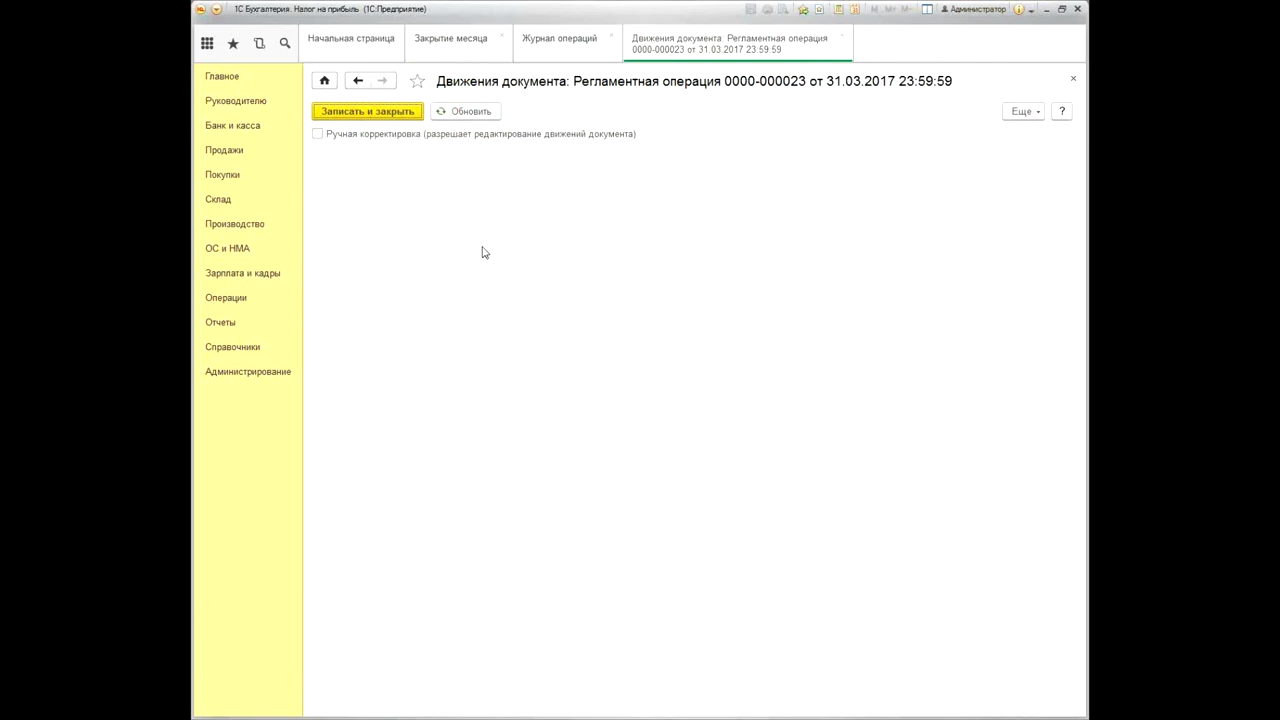 1С Бухгалтерия. Налог на прибыль (1С:Предприятие)
M M+ M-
Администратор
Начальная страница
Закрытие месяца
Журнал операций
Движения документа: Регламентная операция
0000-000023 от 31.03.2017 23:59:59
Главное
Руководителю
Банк и касса
Продажи
Покупки
Склад
Производство
ОС и НМА
Зарплата и кадры
Операции
Отчеты
Справочники
Администрирование
Движения документа: Регламентная операция 0000-000023 от 31.03.2017 23:59:59
Записать и закрыть
Обновить
Еще
?
Ручная корректировка (разрешает редактирование движений документа)